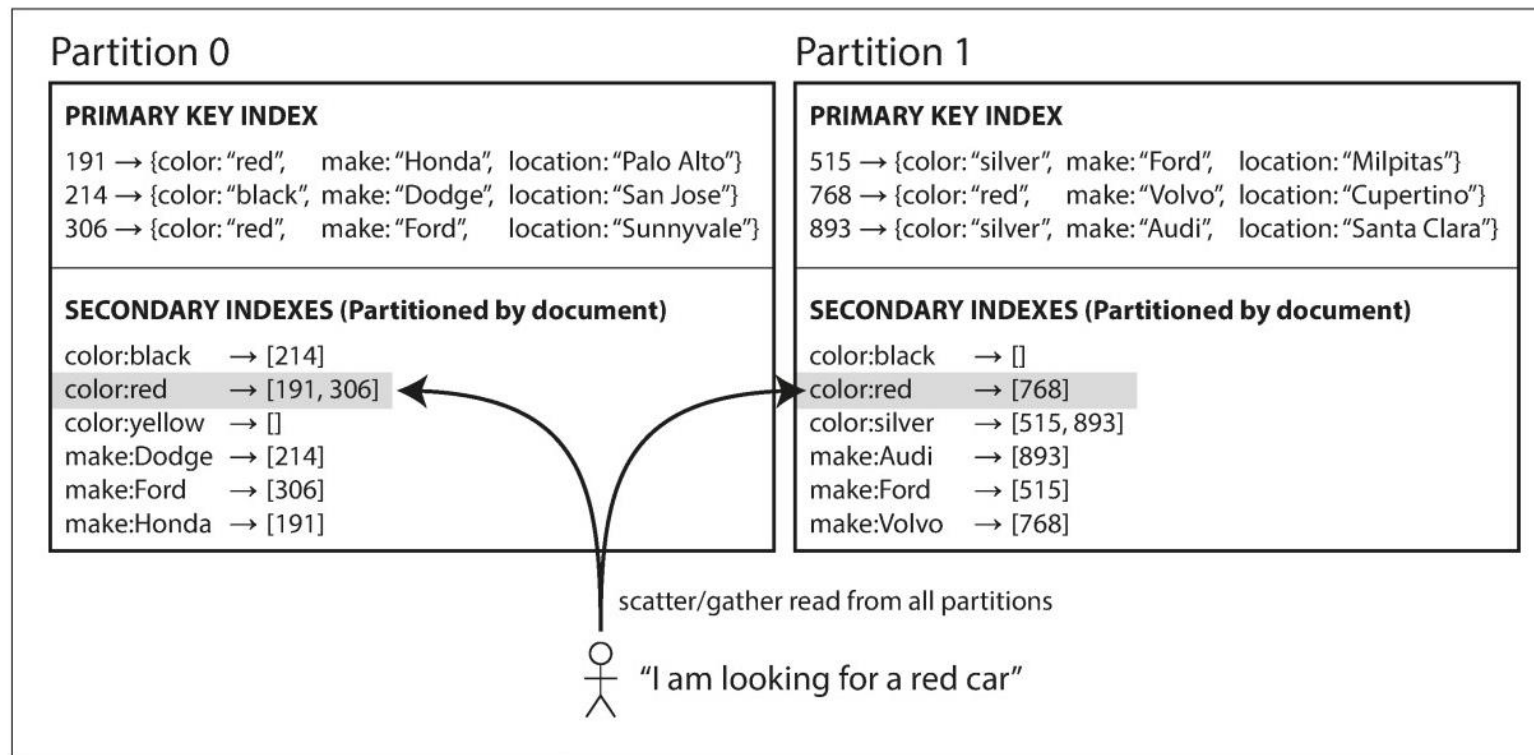 Partition 0
PRIMARY KEY INDEX
191 → {color: “red”, make: “Honda”, location: “Palo Alto”}
214 → {color: “black”, make: “Dodge”, location: “San Jose”}
306 → {color: “red”, make: “Ford”, location: “Sunnyvale”}
SECONDARY INDEXES (Partitioned by document)
color:black → [214]
color:red → [191, 306]
color:yellow → []
make:Dodge → [214]
make:Ford → [306]
make:Honda → [191]
Partition 1
PRIMARY KEY INDEX
515 → {color: “silver”, make: “Ford”, location: “Milpitas”}
768 → {color: “red”, make: “Volvo”, location: “Cupertino”}
893 → {color: “silver”, make: “Audi”, location: “Santa Clara”}
SECONDARY INDEXES (Partitioned by document)
color:black → []
color:red → [768]
color:silver → [515, 893]
make:Audi → [893]
make:Ford → [515]
make:Volvo → [768]
scatter/gather read from all partitions
“I am looking for a red car”